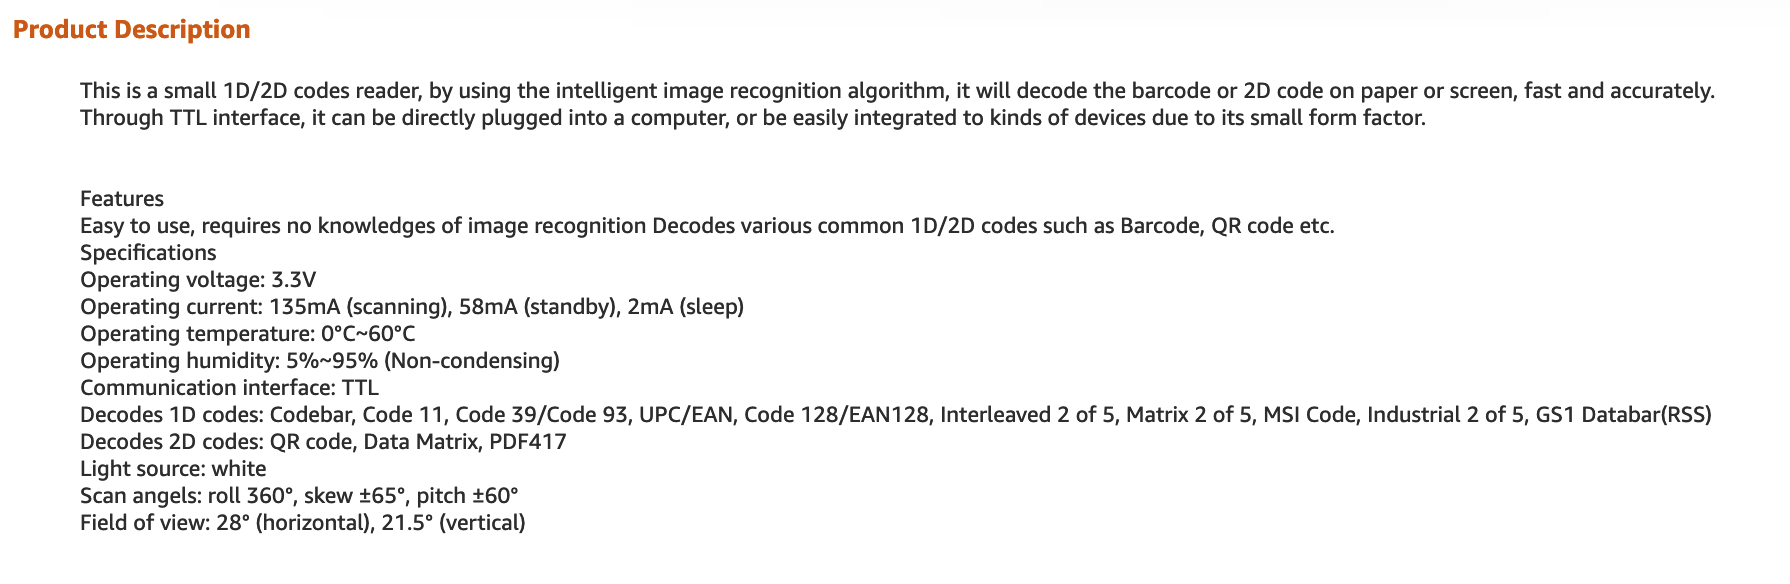 Product Description
This is a small 1D/2D codes reader, by using the intelligent image recognition algorithm, it will decode the barcode or 2D code on paper or screen, fast and accurately.
Through TTL interface, it can be directly plugged into a computer, or be easily integrated to kinds of devices due to its small form factor.
Features
Easy to use, requires no knowledges of image recognition Decodes various common 1D/2D codes such as Barcode, QR code etc.
Specifications
Operating voltage: 3.3V
Operating current: 135mA (scanning), 58mA (standby), 2mA (sleep)
Operating temperature: 0°C~60°C
Operating humidity: 5%~95% (Non-condensing)
Communication interface: TTL
Decodes 1D codes: Codebar, Code 11, Code 39/Code 93, UPC/EAN, Code 128/EAN128, Interleaved 2 of 5, Matrix 2 of 5, MSI Code, Industrial 2 of 5, GS1 Databar(RSS)
Decodes 2D codes: QR code, Data Matrix, PDF417
Light source: white
Scan angels: roll 360°, skew ±65°, pitch ±60°
Field of view: 28° (horizontal), 21.5° (vertical)